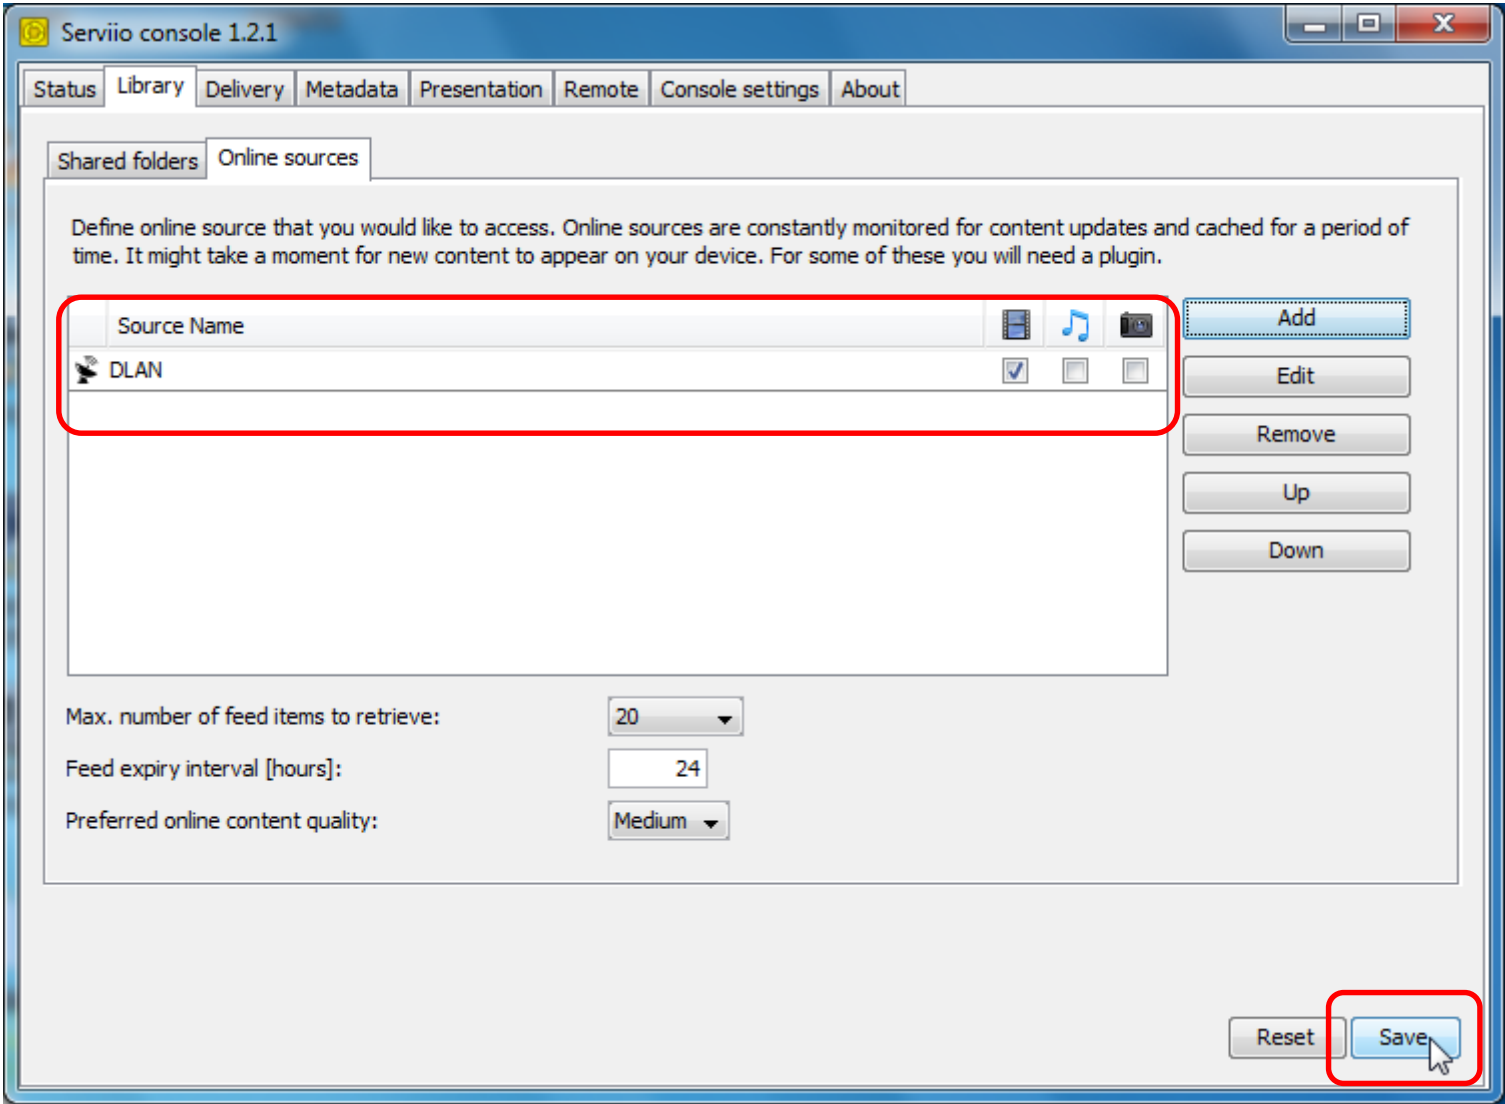 Serviio console 1.2.1
Status Library Delivery Metadata Presentation Remote Console settings About
Shared folders Online sources
Define online source that you would like to access. Online sources are constantly monitored for content updates and cached for a period of
time. It might take a moment for new content to appear on your device. For some of these you will need a plugin.
Source Name
Add
DLAN
Edit
Remove
Up
Down
Max. number of feed items to retrieve: 20
Feed expiry interval [hours]: 24
Preferred online content quality: Medium
Reset Save